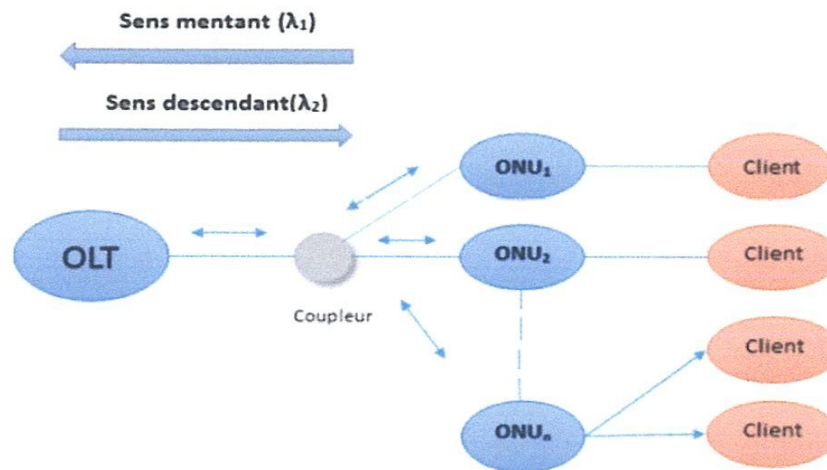 Sens mentant (λ₁)
Sens descendant(λ₂)
ONU₁
Client
OLT
ONU₂
Client
Coupleur
Client
ONUₙ
Client